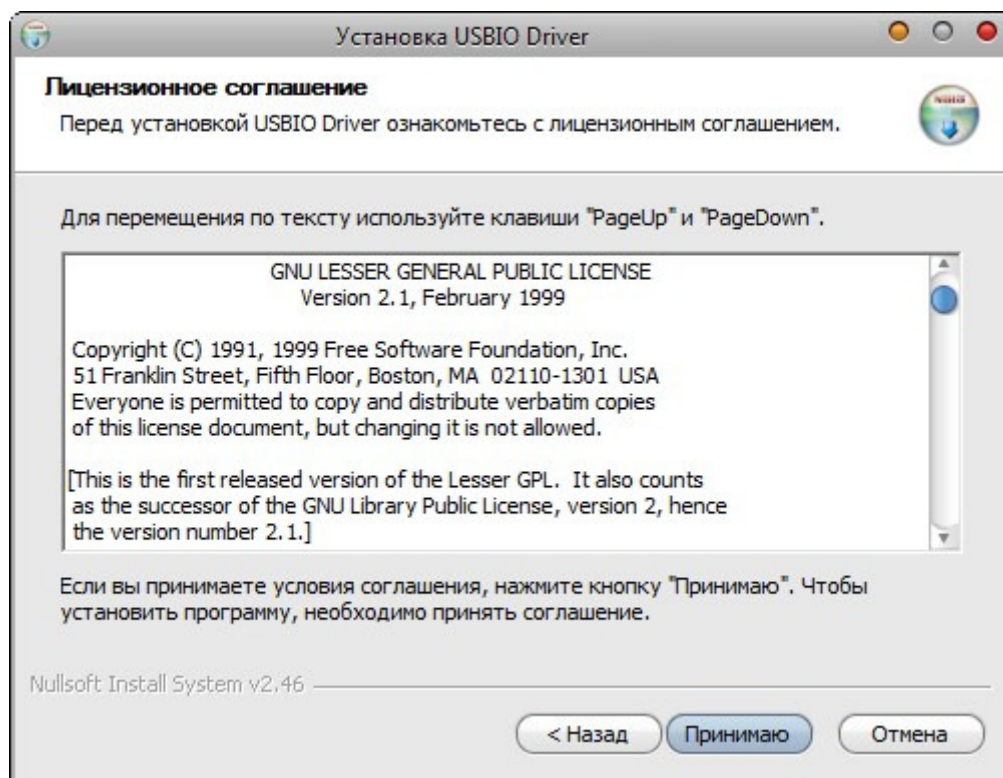 Установка USBIO Driver
Лицензионное соглашение
Перед установкой USBIO Driver ознакомьтесь с лицензионным соглашением.
Для перемещения по тексту используйте клавиши "PageUp" и "PageDown".
GNU LESSER GENERAL PUBLIC LICENSE
Version 2.1, February 1999
Copyright (C) 1991, 1999 Free Software Foundation, Inc.
51 Franklin Street, Fifth Floor, Boston, MA 02110-1301 USA
Everyone is permitted to copy and distribute verbatim copies
of this license document, but changing it is not allowed.
[This is the first released version of the Lesser GPL. It also counts
as the successor of the GNU Library Public License, version 2, hence
the version number 2.1.]
Если вы принимаете условия соглашения, нажмите кнопку "Принимаю". Чтобы
установить программу, необходимо принять соглашение.
Nullsoft Install System v2.46
< Назад Принимаю Отмена